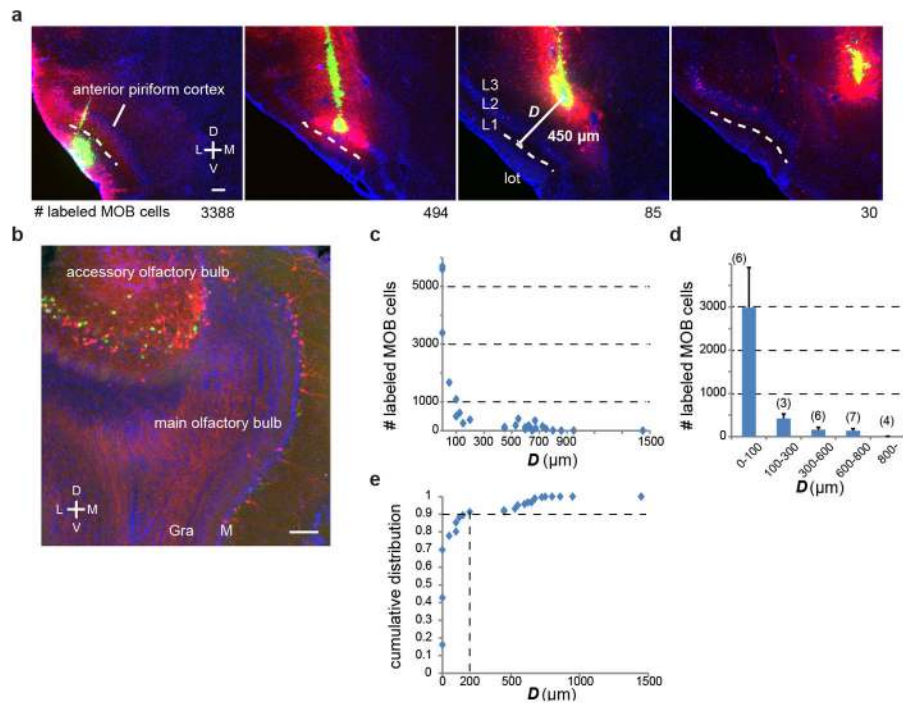 a
anterior piriform cortex
D
L M
V
L3
L2
L1
D
450 µm
lot
# labeled MOB cells 3388 494 85 30
b
accessory olfactory bulb
main olfactory bulb
D
L M
V
Gra M
c
# labeled MOB cells
5000
3000
1000
100 300 500 700 900 1500
D (µm)
d
# labeled MOB cells
3000
2000
1000
0
(6) (3) (6) (7) (4)
0-100 100-300 300-600 600-800 800-
D (µm)
e
cumulative distribution
1
0.9
0.8
0.7
0.6
0.5
0.4
0.3
0.2
0.1
0
0 200 1000 1500
D (µm)